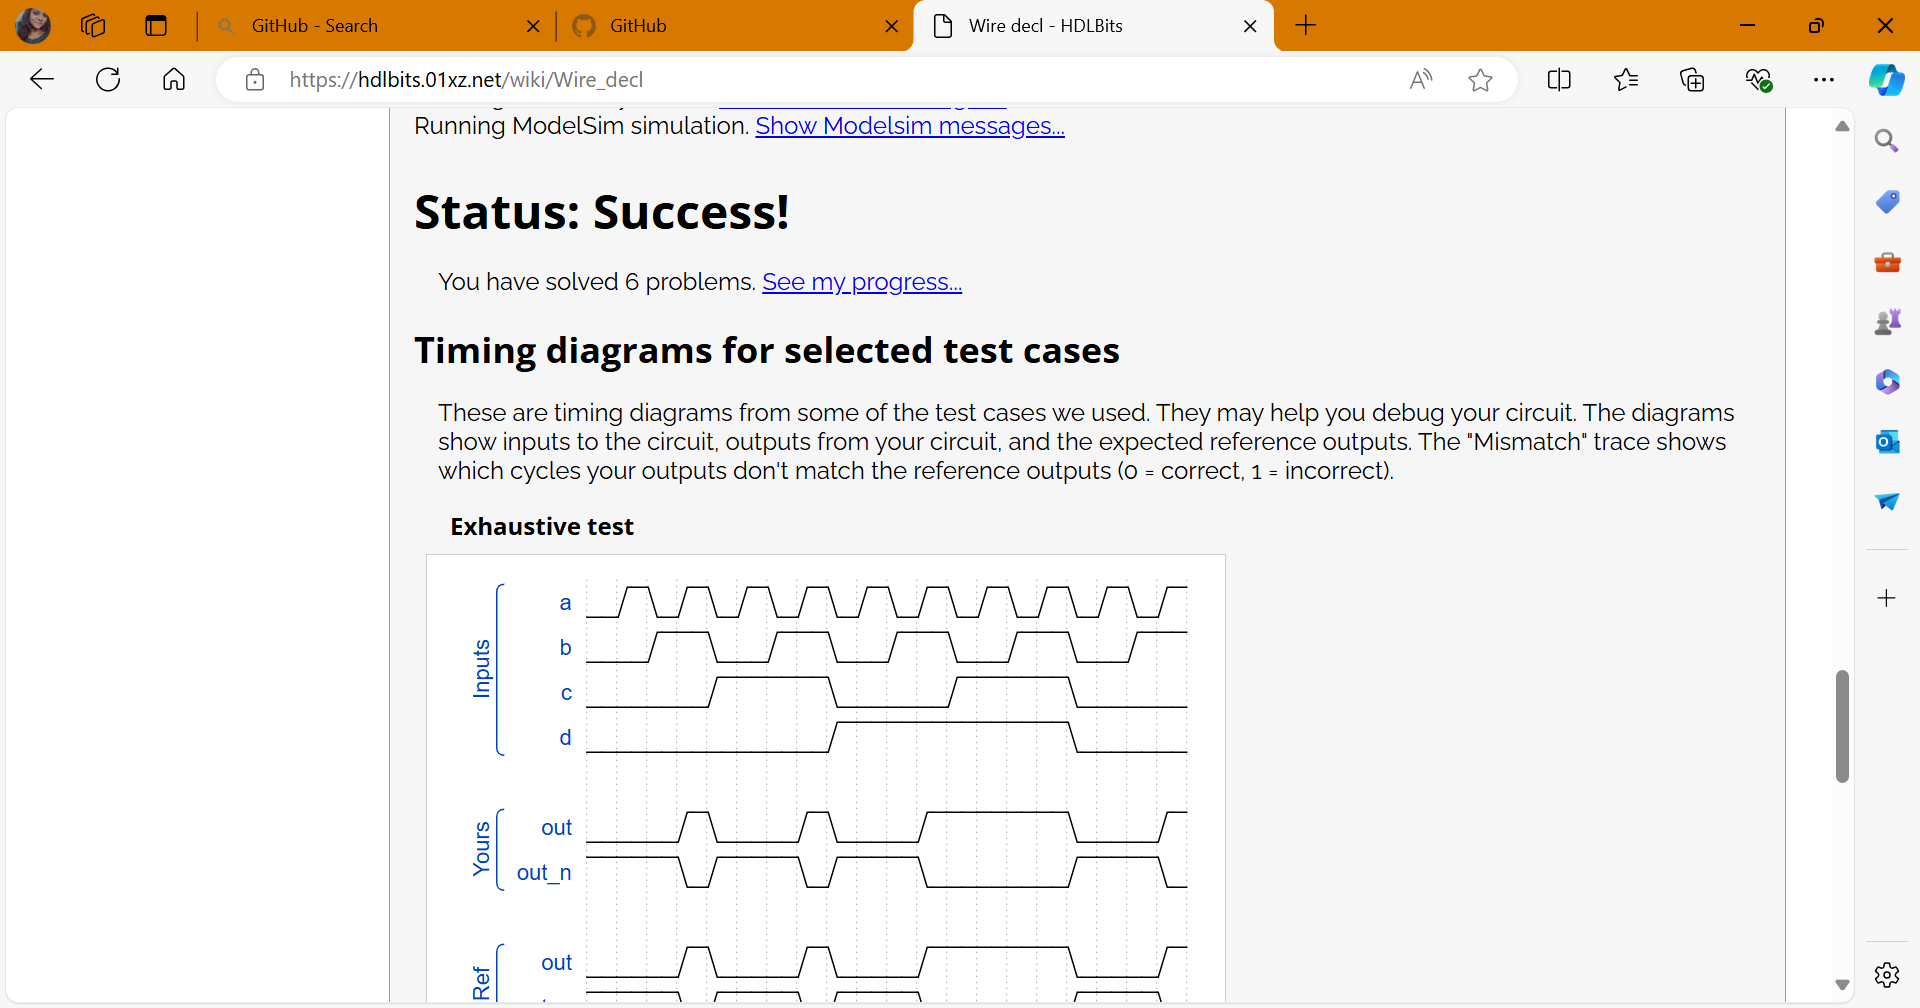 GitHub - Search
GitHub
Wire decl - HDLBits
https://hdlbits.01xz.net/wiki/Wire_decl
Running ModelSim simulation. Show Modelsim messages...
Status: Success!
You have solved 6 problems. See my progress...
Timing diagrams for selected test cases
These are timing diagrams from some of the test cases we used. They may help you debug your circuit. The diagrams
show inputs to the circuit, outputs from your circuit, and the expected reference outputs. The "Mismatch" trace shows
which cycles your outputs don't match the reference outputs (0 = correct, 1 = incorrect).
Exhaustive test
Inputs
a
b
c
d
Yours
out
out_n
Ref
out